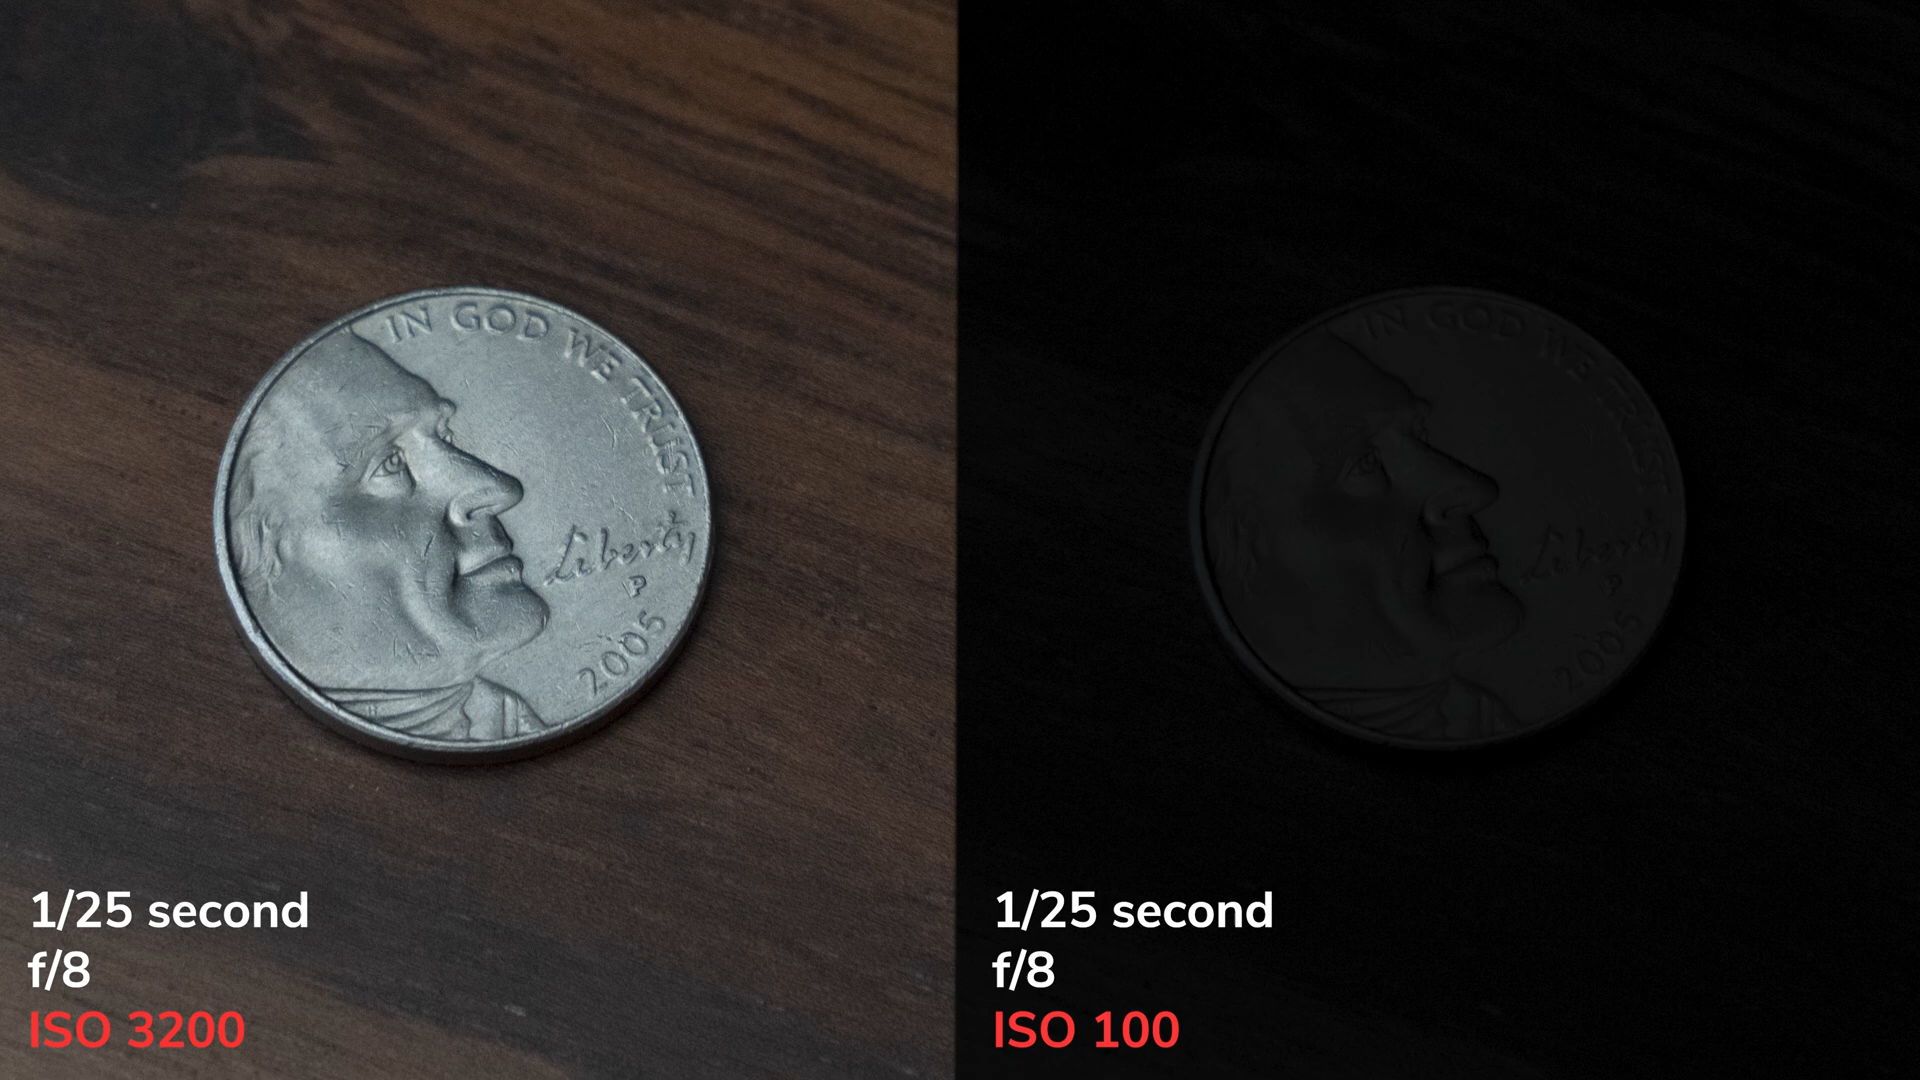 IN GOD WE TRUST
Liberty
P
2005
1/25 second
f/8
ISO 3200
IN GOD WE TRUST
Liberty
P
2005
1/25 second
f/8
ISO 100